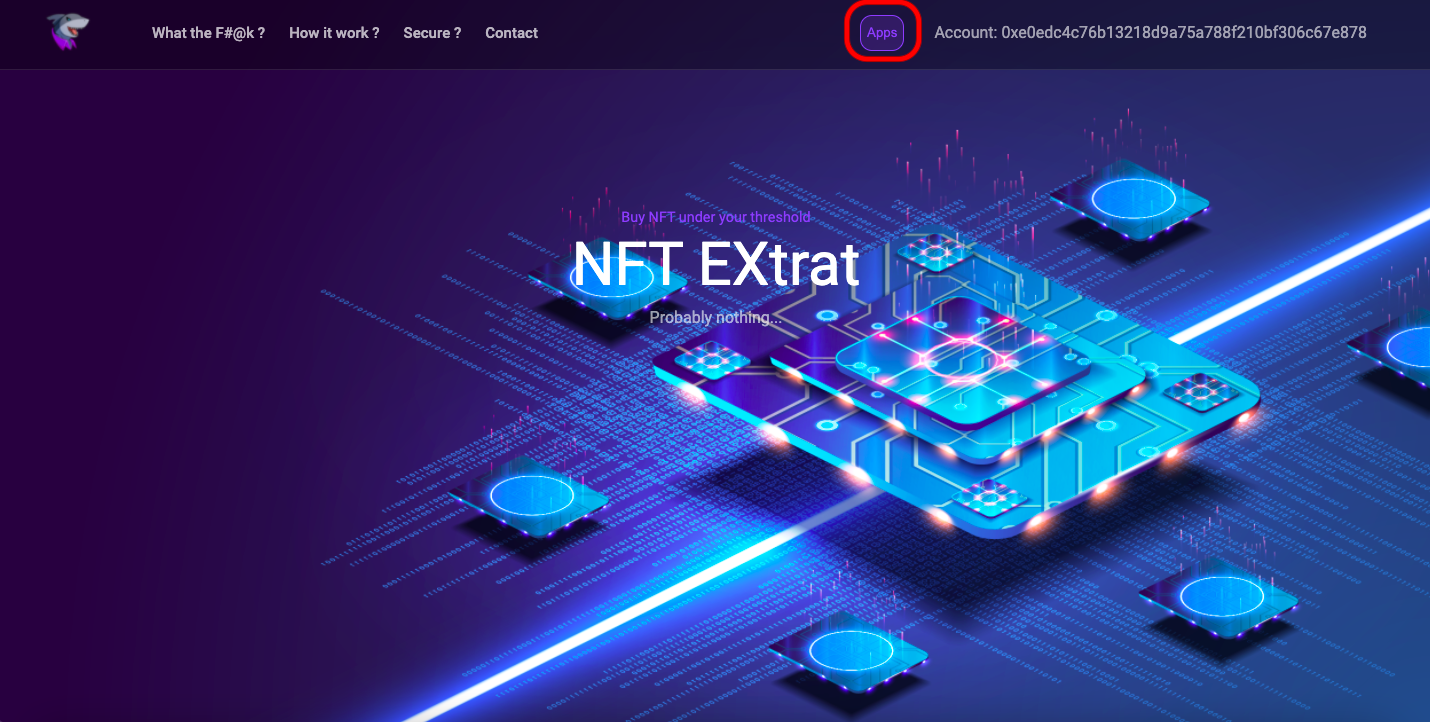 What the F#@k ? How it work ? Secure ? Contact Apps Account: 0xe0edc4c76b13218d9a75a788f210bf306c67e878
Buy NFT under your threshold
NFT EXtrat
Probably nothing...